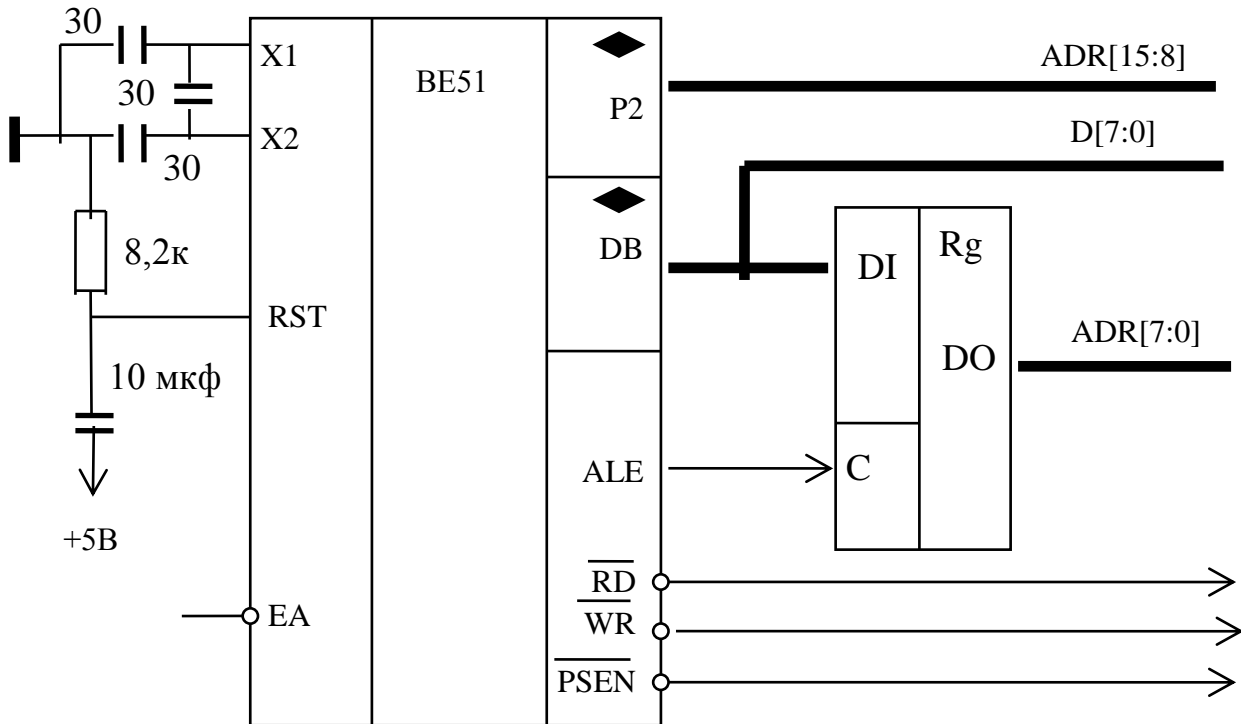 30
X1
30
X2
30
8,2к
RST
10 мкф
+5В
EA
ВЕ51
P2
DB
ALE
RD
WR
PSEN
ADR[15:8]
D[7:0]
DI
Rg
DO
C
ADR[7:0]